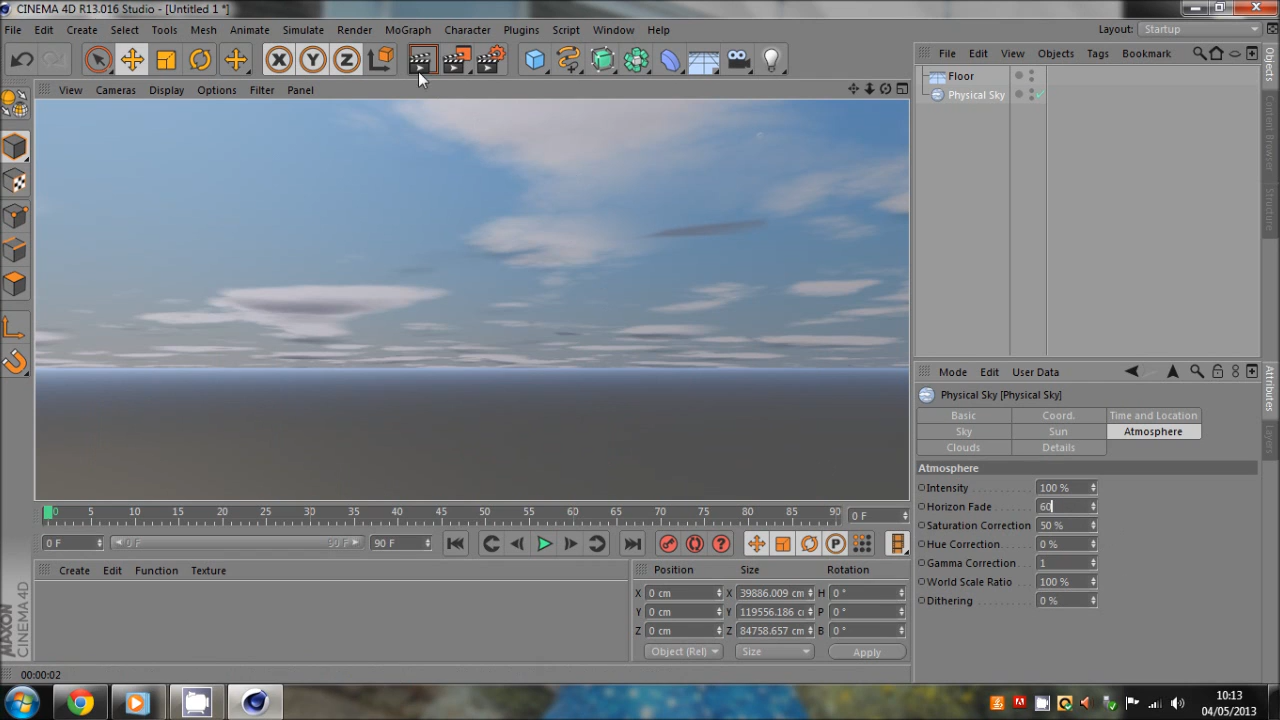 CINEMA 4D R13.016 Studio - [Untitled 1 *]
File Edit Create Select Tools Mesh Animate Simulate Render MoGraph Character Plugins Script Window Help
Layout: Startup
X Y Z
File Edit View Objects Tags Bookmark
View Cameras Display Options Filter Panel
Floor
Physical Sky
Objects
Content Browser
Structure
Mode Edit User Data
Physical Sky [Physical Sky]
Basic Coord. Time and Location
Sky Sun Atmosphere
Clouds Details
Attributes
Layers
Atmosphere
Intensity 100 %
Horizon Fade 60
Saturation Correction 50 %
Hue Correction 0 %
Gamma Correction 1
World Scale Ratio 100 %
Dithering 0 %
0 5 10 15 20 25 30 35 40 45 50 55 60 65 70 75 80 85 90 0 F
0 F 0 F 90 F 90 F
P
Create Edit Function Texture
Position Size Rotation
X 0 cm X 39886.009 cm H 0 °
Y 0 cm Y 119556.186 c P 0 °
Z 0 cm Z 84758.657 cm B 0 °
Object (Rel) Size Apply
MAXON
CINEMA 4D
00:00:02
10:13
04/05/2013